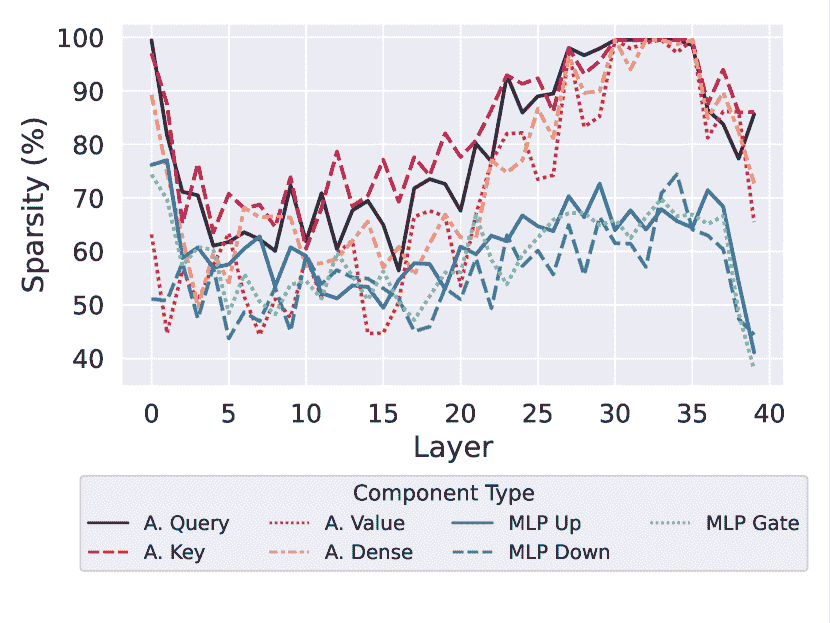 100
90
80
70
60
50
40
Sparsity (%)
0 5 10 15 20 25 30 35 40
Layer
Component Type
A. Query A. Value MLP Up MLP Gate
A. Key A. Dense MLP Down